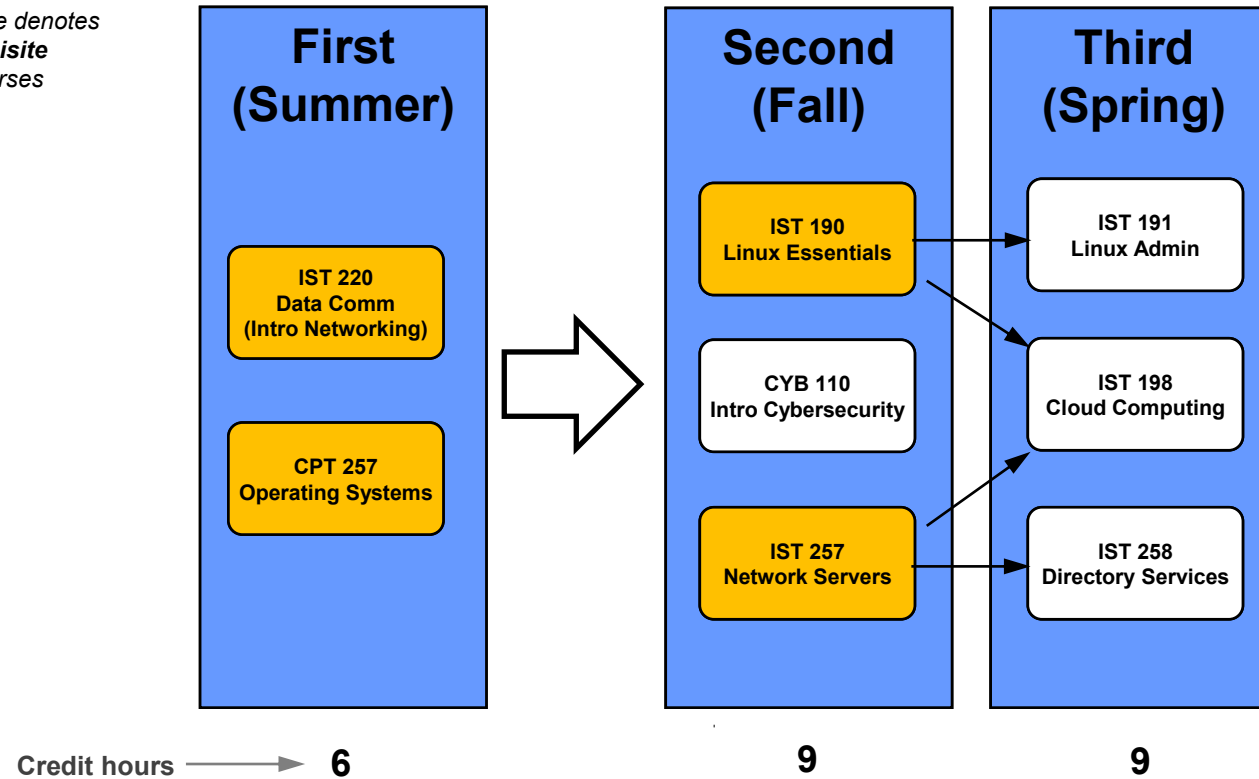 e denotes
isite
rses
First
(Summer)
IST 220
Data Comm
(Intro Networking)
CPT 257
Operating Systems
Second
(Fall)
IST 190
Linux Essentials
CYB 110
Intro Cybersecurity
IST 257
Network Servers
Third
(Spring)
IST 191
Linux Admin
IST 198
Cloud Computing
IST 258
Directory Services
Credit hours
6
9
9